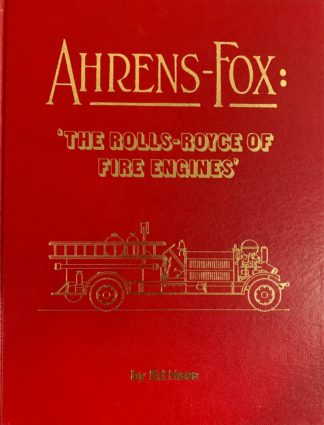 AHRENS-FOX:
'THE ROLLS-ROYCE OF
FIRE ENGINES'
by Ed Hass